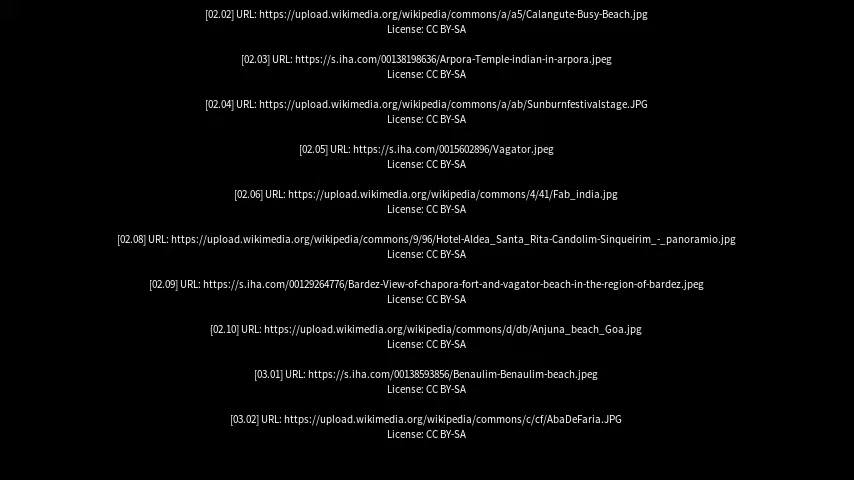 [02.02] URL: https://upload.wikimedia.org/wikipedia/commons/a/a5/Calangute-Busy-Beach.jpg
License: CC BY-SA
[02.03] URL: https://s.iha.com/00138198636/Arpora-Temple-indian-in-arpora.jpeg
License: CC BY-SA
[02.04] URL: https://upload.wikimedia.org/wikipedia/commons/a/ab/Sunburnfestivalstage.JPG
License: CC BY-SA
[02.05] URL: https://s.iha.com/0015602896/Vagator.jpeg
License: CC BY-SA
[02.06] URL: https://upload.wikimedia.org/wikipedia/commons/4/41/Fab_india.jpg
License: CC BY-SA
[02.08] URL: https://upload.wikimedia.org/wikipedia/commons/9/96/Hotel-Aldea_Santa_Rita-Candolim-Sinqueirim_-_panoramio.jpg
License: CC BY-SA
[02.09] URL: https://s.iha.com/00129264776/Bardez-View-of-chapora-fort-and-vagator-beach-in-the-region-of-bardez.jpeg
License: CC BY-SA
[02.10] URL: https://upload.wikimedia.org/wikipedia/commons/d/db/Anjuna_beach_Goa.jpg
License: CC BY-SA
[03.01] URL: https://s.iha.com/00138593856/Benaulim-Benaulim-beach.jpeg
License: CC BY-SA
[03.02] URL: https://upload.wikimedia.org/wikipedia/commons/c/cf/AbaDeFaria.JPG
License: CC BY-SA